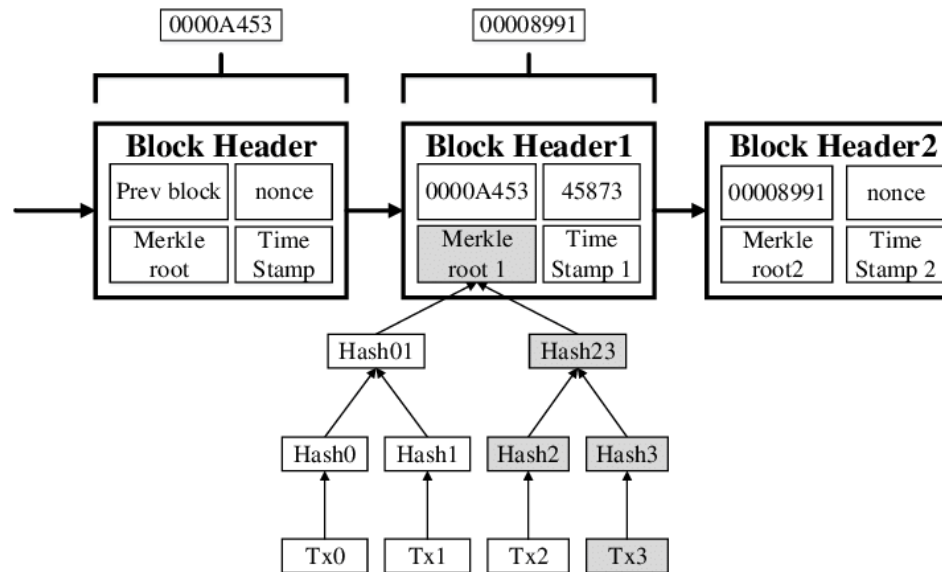 0000A453
00008991
Block Header
Block Header1
Block Header2
Prev block
nonce
0000A453
45873
00008991
nonce
Merkle
root
Time
Stamp
Merkle
root 1
Time
Stamp 1
Merkle
root2
Time
Stamp 2
Hash01
Hash23
Hash0
Hash1
Hash2
Hash3
Tx0
Tx1
Tx2
Tx3